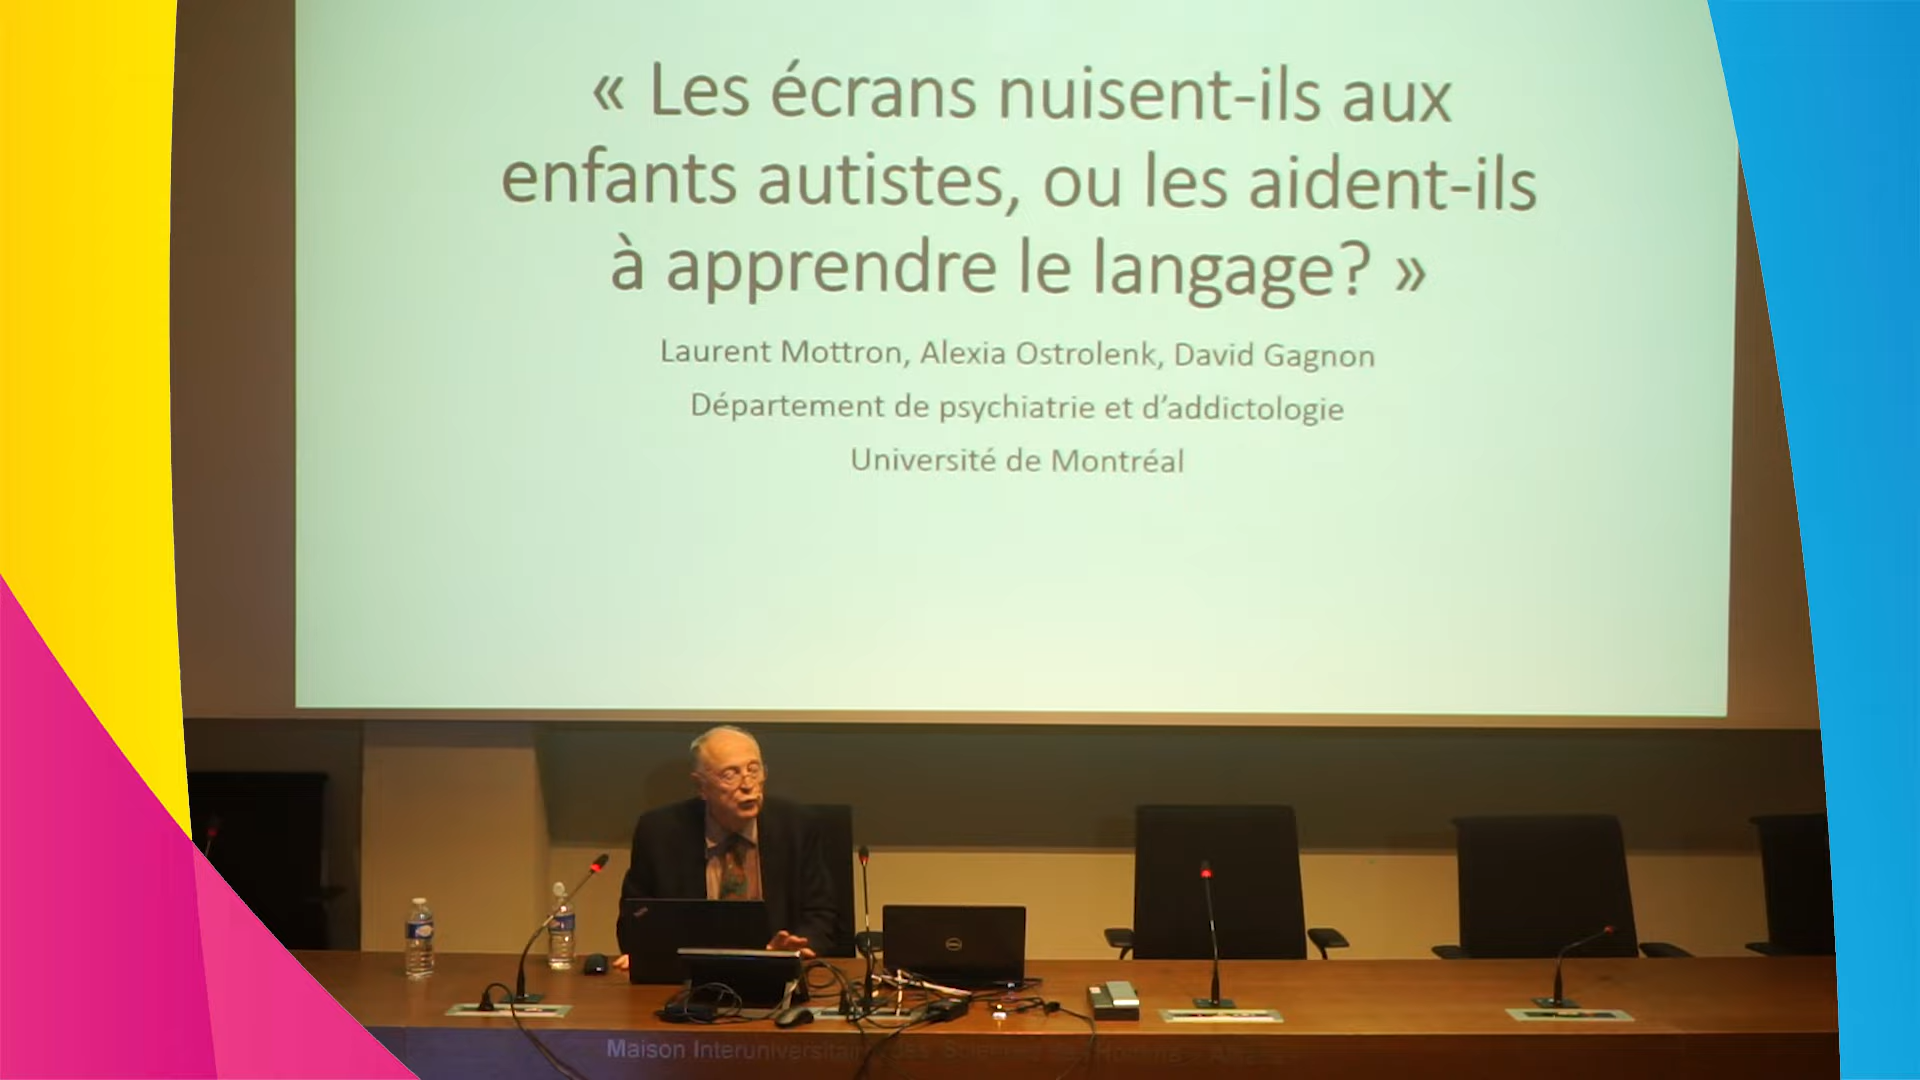 « Les écrans nuisent-ils aux
enfants autistes, ou les aident-ils
à apprendre le langage? »
Laurent Mottron, Alexia Ostrolenk, David Gagnon
Département de psychiatrie et d’addictologie
Université de Montréal
DELL
Maison